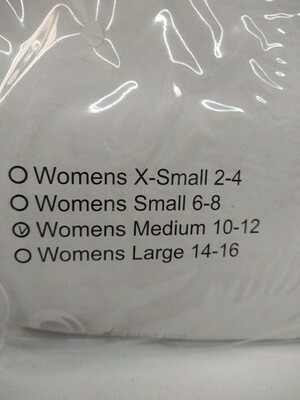 Womens X-Small 2-4
Womens Small 6-8
Womens Medium 10-12
Womens Large 14-16